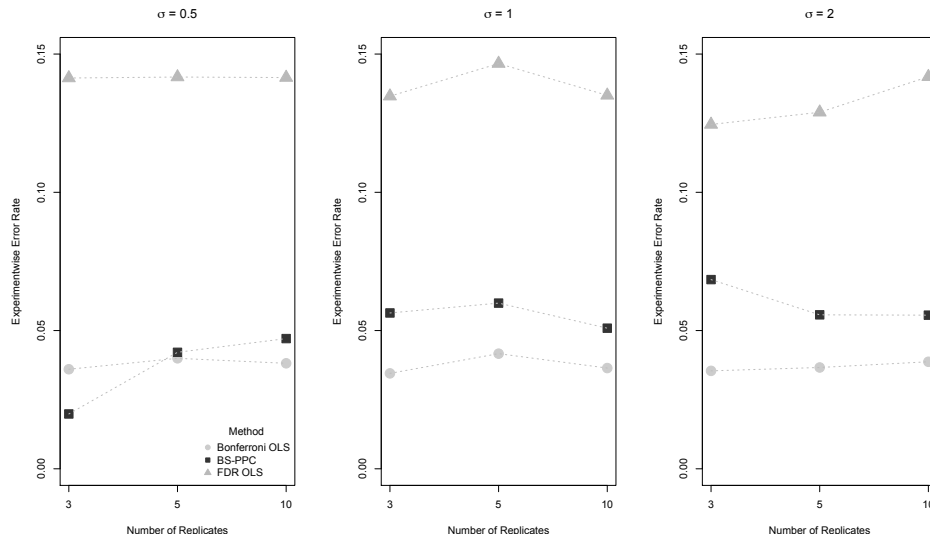 σ = 0.5
Experimentwise Error Rate
0.15
0.10
0.05
0.00
Method
Bonferroni OLS
BS-PPC
FDR OLS
3 5 10
Number of Replicates
σ = 1
Experimentwise Error Rate
0.15
0.10
0.05
0.00
3 5 10
Number of Replicates
σ = 2
Experimentwise Error Rate
0.15
0.10
0.05
0.00
3 5 10
Number of Replicates